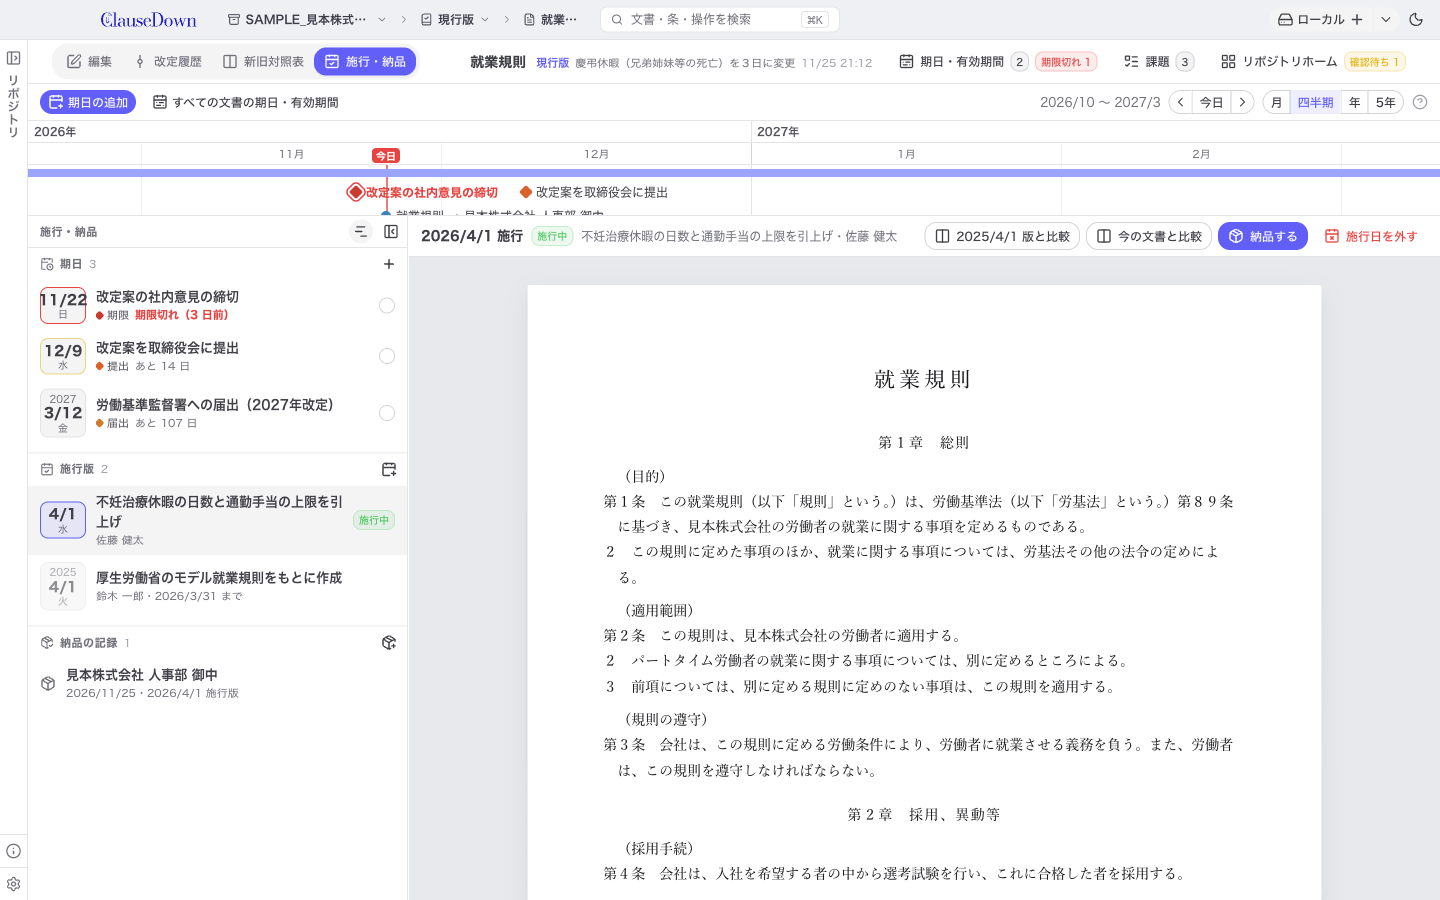 ClauseDown
SAMPLE_見本株式… 現行版 就業…
文書・条・操作を検索 ⌘K
ローカル
リポジトリ
編集 改定履歴 新旧対照表 施行・納品
就業規則 現行版 慶弔休暇（兄弟姉妹等の死亡）を３日に変更 11/25 21:12
期日・有効期間 2 期限切れ 1 課題 3 リポジトリホーム 確認待ち 1
期日の追加 すべての文書の期日・有効期間
2026/10 ～ 2027/3 今日 月 四半期 年 5年
2026年 2027年
11月 今日 12月 1月 2月
改定案の社内意見の締切 改定案を取締役会に提出
施行・納品
期日 3
11/22 日 改定案の社内意見の締切
期限 期限切れ（3 日前）
12/9 水 改定案を取締役会に提出
提出 あと 14 日
2027 3/12 金 労働基準監督署への届出（2027年改定）
届出 あと 107 日
施行版 2
4/1 水 不妊治療休暇の日数と通勤手当の上限を引
上げ
佐藤 健太
施行中
2025 4/1 火 厚生労働省のモデル就業規則をもとに作成
鈴木 一郎・2026/3/31 まで
納品の記録 1
見本株式会社 人事部 御中
2026/11/25・2026/4/1 施行版
2026/4/1 施行 施行中 不妊治療休暇の日数と通勤手当の上限を引上げ・佐藤 健太
2025/4/1 版と比較 今の文書と比較 納品する 施行日を外す
就業規則
第１章　総則
（目的）
第１条　この就業規則（以下「規則」という。）は、労働基準法（以下「労基法」という。）第８９条
に基づき、見本株式会社の労働者の就業に関する事項を定めるものである。
２　この規則に定めた事項のほか、就業に関する事項については、労基法その他の法令の定めによ
る。
（適用範囲）
第２条　この規則は、見本株式会社の労働者に適用する。
２　パートタイム労働者の就業に関する事項については、別に定めるところによる。
３　前項については、別に定める規則に定めのない事項は、この規則を適用する。
（規則の遵守）
第３条　会社は、この規則に定める労働条件により、労働者に就業させる義務を負う。また、労働者
は、この規則を遵守しなければならない。
第２章　採用、異動等
（採用手続）
第４条　会社は、入社を希望する者の中から選考試験を行い、これに合格した者を採用する。